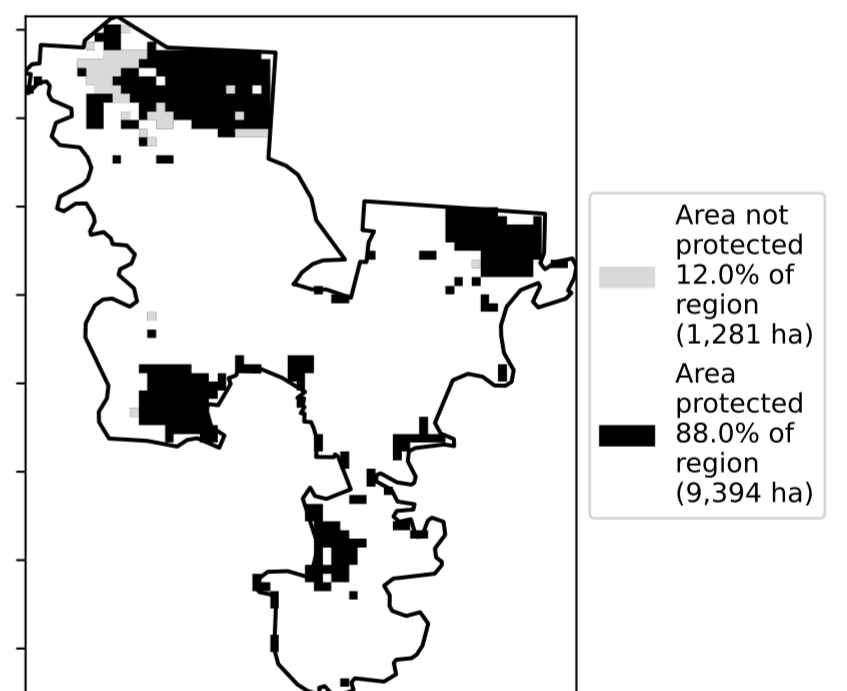 Area not
protected
12.0% of
region
(1,281 ha)
Area
protected
88.0% of
region
(9,394 ha)